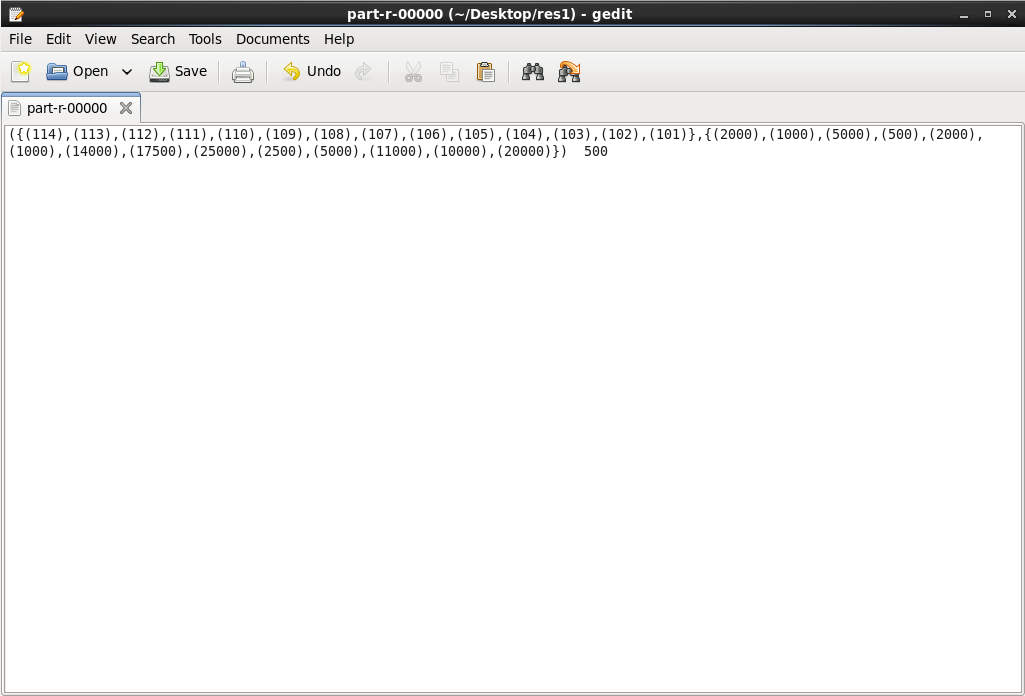 part-r-00000 (~/Desktop/res1) - gedit
File Edit View Search Tools Documents Help
Open Save Undo
part-r-00000
({(114),(113),(112),(111),(110),(109),(108),(107),(106),(105),(104),(103),(102),(101)},{(2000),(1000),(5000),(500),(2000),
(1000),(14000),(17500),(25000),(2500),(5000),(11000),(10000),(20000)})  500